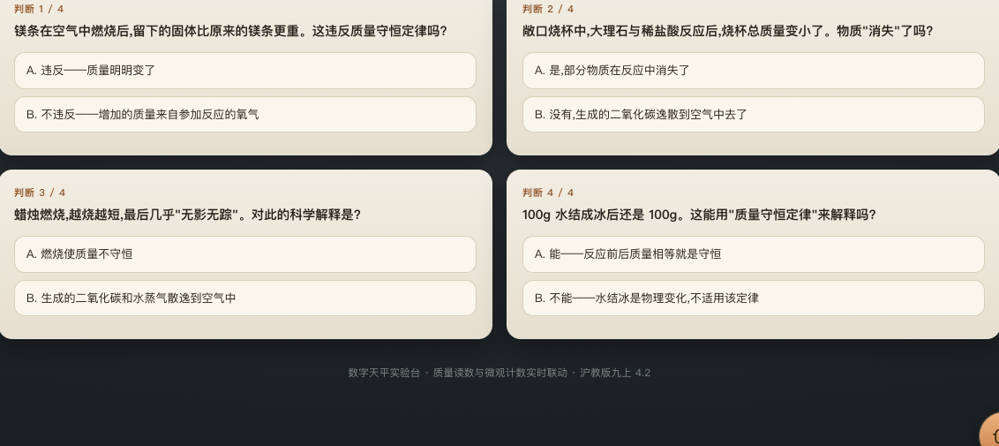 判断 1 / 4
镁条在空气中燃烧后,留下的固体比原来的镁条更重。这违反质量守恒定律吗?
A. 违反——质量明明变了
B. 不违反——增加的质量来自参加反应的氧气
判断 2 / 4
敞口烧杯中,大理石与稀盐酸反应后,烧杯总质量变小了。物质"消失"了吗?
A. 是,部分物质在反应中消失了
B. 没有,生成的二氧化碳逸散到空气中去了
判断 3 / 4
蜡烛燃烧,越烧越短,最后几乎"无影无踪"。对此的科学解释是?
A. 燃烧使质量不守恒
B. 生成的二氧化碳和水蒸气散逸到空气中
判断 4 / 4
100g 水结成冰后还是 100g。这能用"质量守恒定律"来解释吗?
A. 能——反应前后质量相等就是守恒
B. 不能——水结冰是物理变化,不适用该定律
数字天平实验台 · 质量读数与微观计数实时联动 · 沪教版九上 4.2